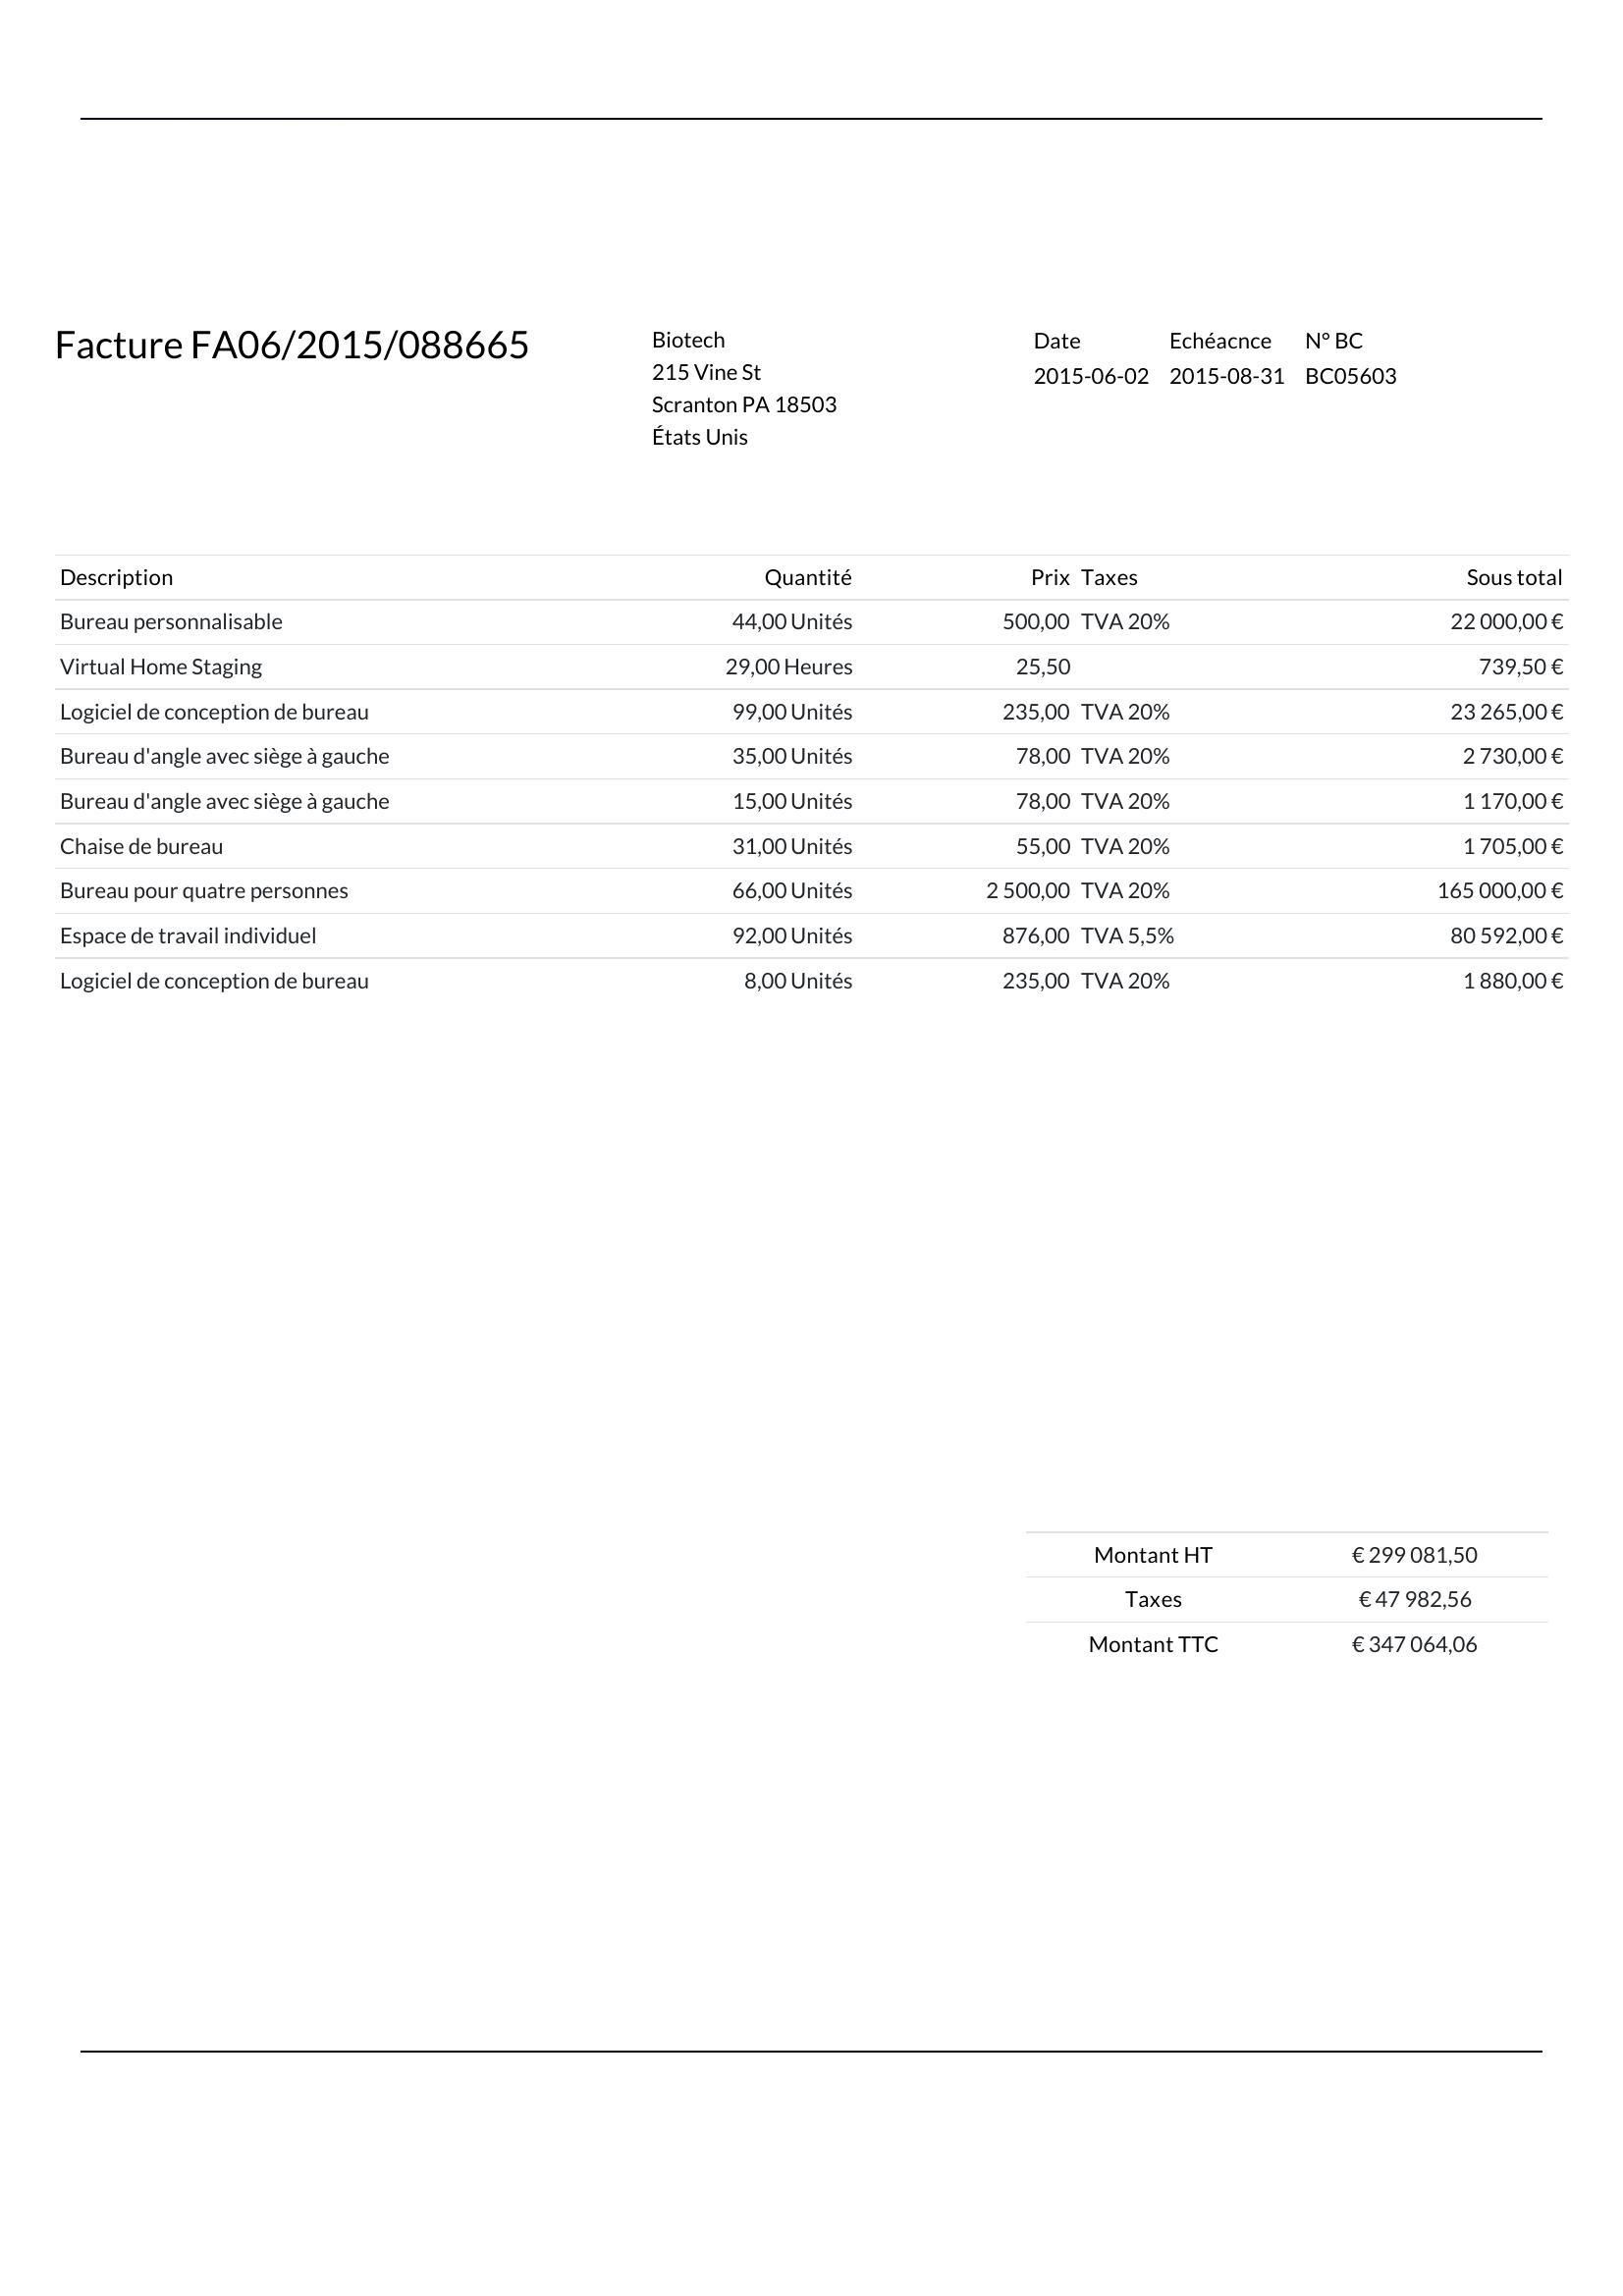 Facture FA06/2015/088665
Biotech
215 Vine St
Scranton PA 18503
États Unis
Date Echéacnce N° BC
2015-06-02 2015-08-31 BC05603
Description Quantité Prix Taxes Sous total
Bureau personnalisable 44,00 Unités 500,00 TVA 20% 22 000,00 €
Virtual Home Staging 29,00 Heures 25,50 739,50 €
Logiciel de conception de bureau 99,00 Unités 235,00 TVA 20% 23 265,00 €
Bureau d'angle avec siège à gauche 35,00 Unités 78,00 TVA 20% 2 730,00 €
Bureau d'angle avec siège à gauche 15,00 Unités 78,00 TVA 20% 1 170,00 €
Chaise de bureau 31,00 Unités 55,00 TVA 20% 1 705,00 €
Bureau pour quatre personnes 66,00 Unités 2 500,00 TVA 20% 165 000,00 €
Espace de travail individuel 92,00 Unités 876,00 TVA 5,5% 80 592,00 €
Logiciel de conception de bureau 8,00 Unités 235,00 TVA 20% 1 880,00 €
Montant HT € 299 081,50
Taxes € 47 982,56
Montant TTC € 347 064,06